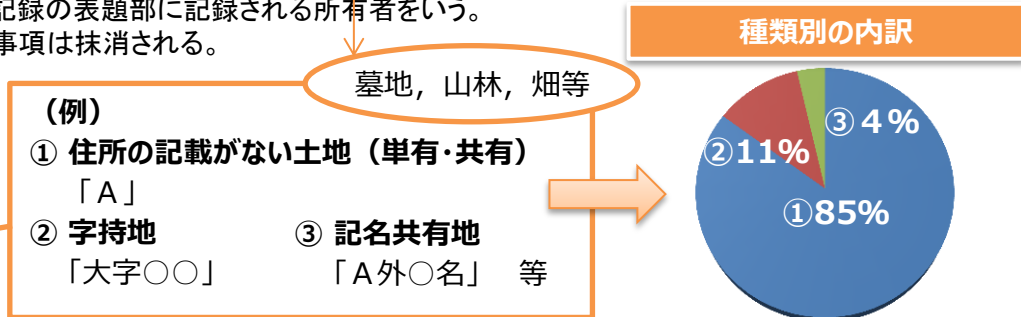 記録の表題部に記録される所有者をいう。
事項は抹消される。
種類別の内訳
墓地，山林，畑等
（例）
① 住所の記載がない土地（単有・共有）
「Ａ」
② 字持地
③ 記名共有地
「大字○○」
「Ａ外○名」 等
③４%
②11%
①85%